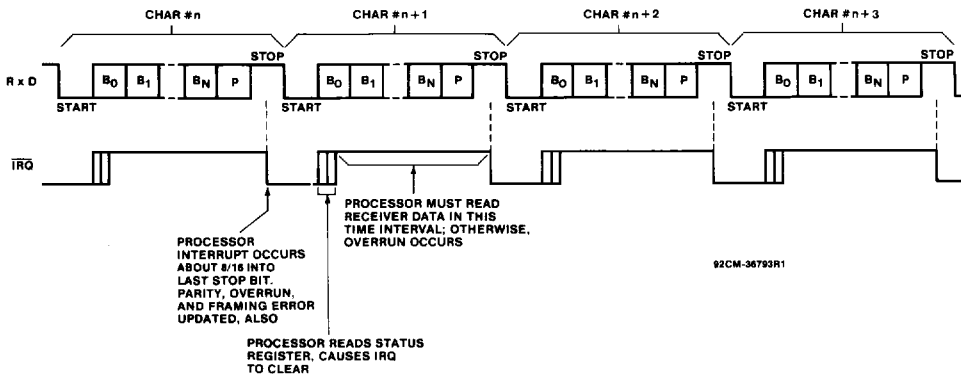 CHAR #n CHAR #n+1 CHAR #n+2 CHAR #n+3
STOP STOP STOP STOP
R x D B0 B1 BN P B0 B1 BN P B0 B1 BN P B0 B1 BN P
START START START START
IRQ
PROCESSOR MUST READ
RECEIVER DATA IN THIS
TIME INTERVAL; OTHERWISE,
OVERRUN OCCURS
PROCESSOR
INTERRUPT OCCURS
ABOUT 8/16 INTO
LAST STOP BIT.
PARITY, OVERRUN,
AND FRAMING ERROR
UPDATED, ALSO
92CM-36793R1
PROCESSOR READS STATUS
REGISTER, CAUSES IRQ
TO CLEAR